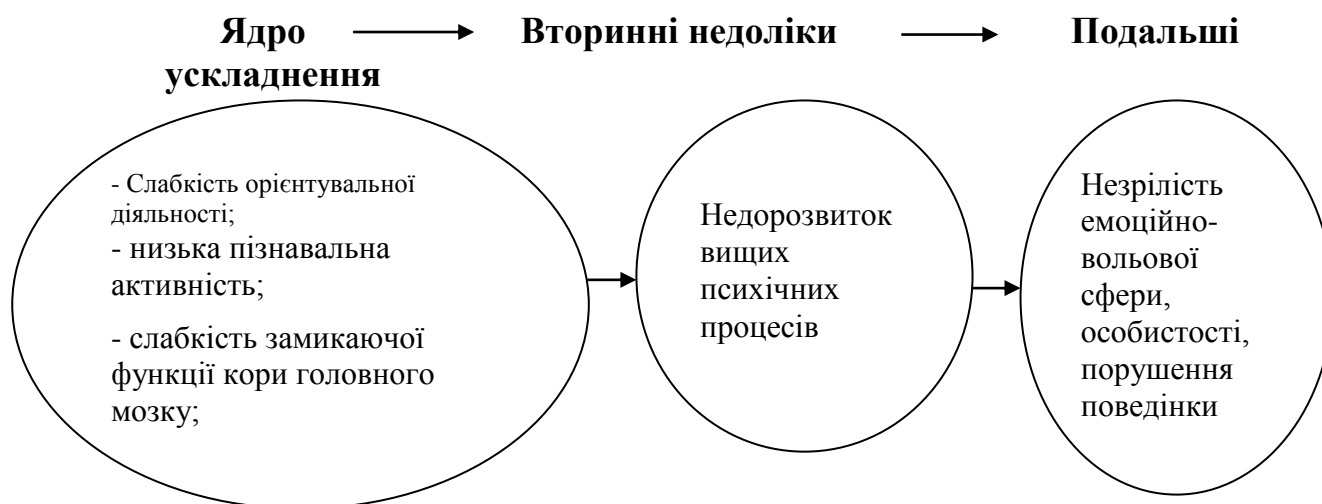 Ядро
ускладнення
Вторинні недоліки
Подальші
- Слабкість орієнтувальної
діяльності;
- низька пізнавальна
активність;
- слабкість замикаючої
функції кори головного
мозку;
Недорозвиток
вищих
психічних
процесів
Незрілість
емоційно-
вольової
сфери,
особистості,
порушення
поведінки